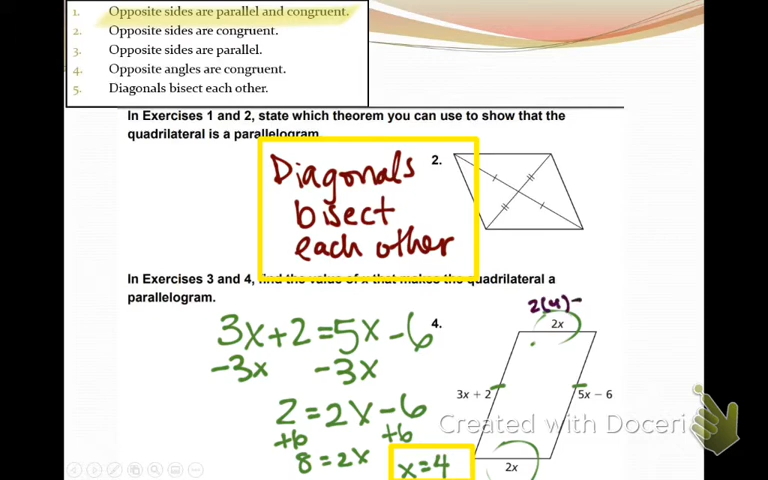 1. Opposite sides are parallel and congruent.
2. Opposite sides are congruent.
3. Opposite sides are parallel.
4. Opposite angles are congruent.
5. Diagonals bisect each other.
In Exercises 1 and 2, state which theorem you can use to show that the
quadrilateral is a parallelogram.
Diagonals
bisect
each other
2.
In Exercises 3 and 4, find the value of x that makes the quadrilateral a
parallelogram.
3x+2=5x-6
-3x -3x
2=2x-6
+6 +6
8=2x
x=4
4.
2(4)=
2x
3x + 2
5x − 6
2x
Created with Doceri